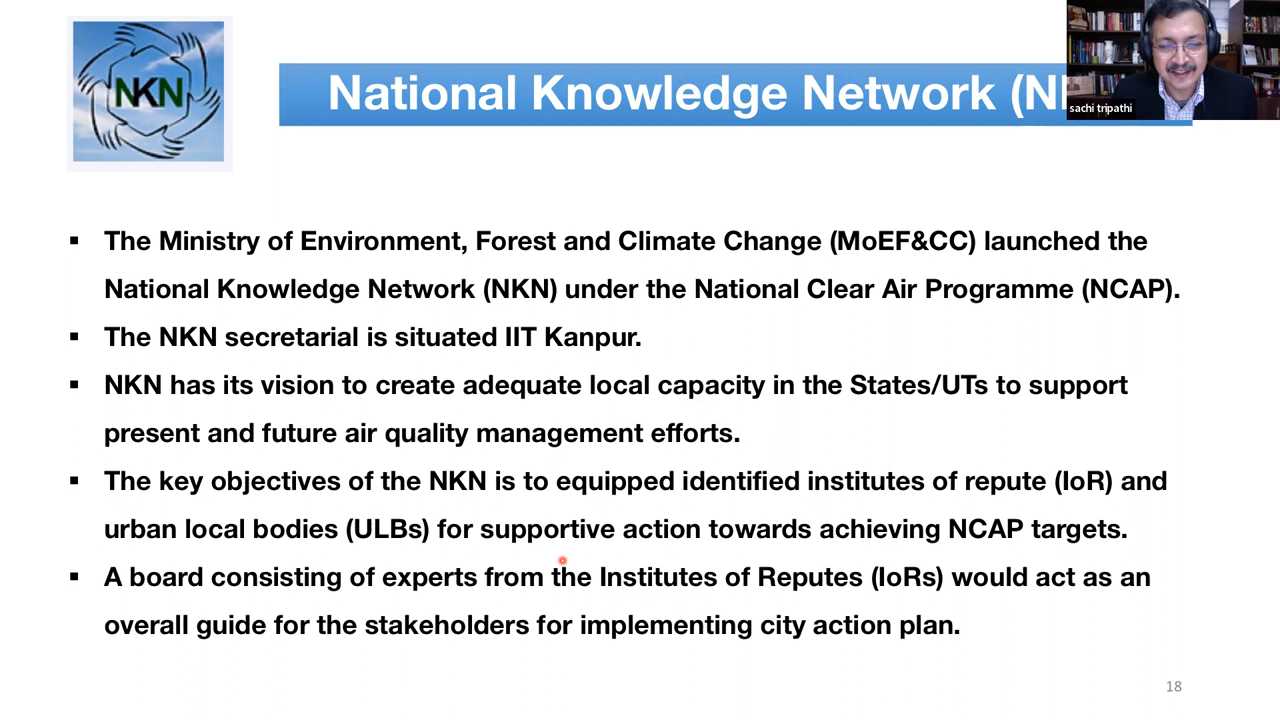 NKN
National Knowledge Network (N
sachi tripathi
▪ The Ministry of Environment, Forest and Climate Change (MoEF&CC) launched the
National Knowledge Network (NKN) under the National Clear Air Programme (NCAP).
▪ The NKN secretarial is situated IIT Kanpur.
▪ NKN has its vision to create adequate local capacity in the States/UTs to support
present and future air quality management efforts.
▪ The key objectives of the NKN is to equipped identified institutes of repute (IoR) and
urban local bodies (ULBs) for supportive action towards achieving NCAP targets.
▪ A board consisting of experts from the Institutes of Reputes (IoRs) would act as an
overall guide for the stakeholders for implementing city action plan.
18